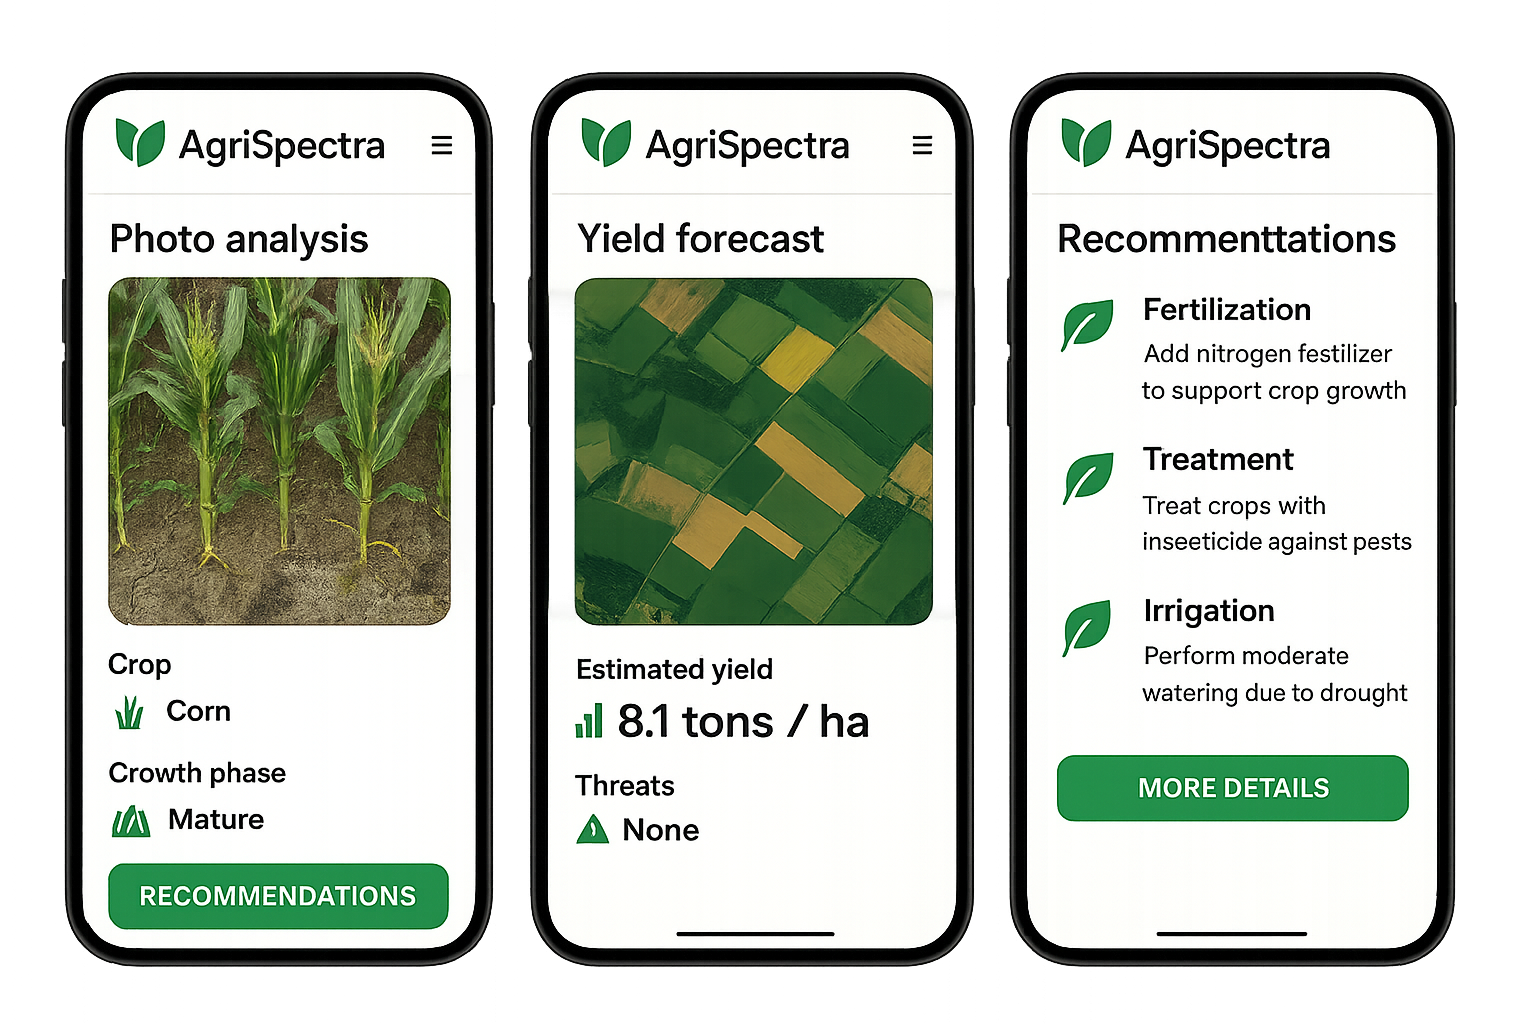 AgriSpectra
Photo analysis
Crop
Corn
Crowth phase
Mature
RECOMMENDATIONS
AgriSpectra
Yield forecast
Estimated yield
8.1 tons / ha
Threats
None
AgriSpectra
Recommenttations
Fertilization
Add nitrogen festilizer
to support crop growth
Treatment
Treat crops with
inseeticide against pests
Irrigation
Perform moderate
watering due to drought
MORE DETAILS